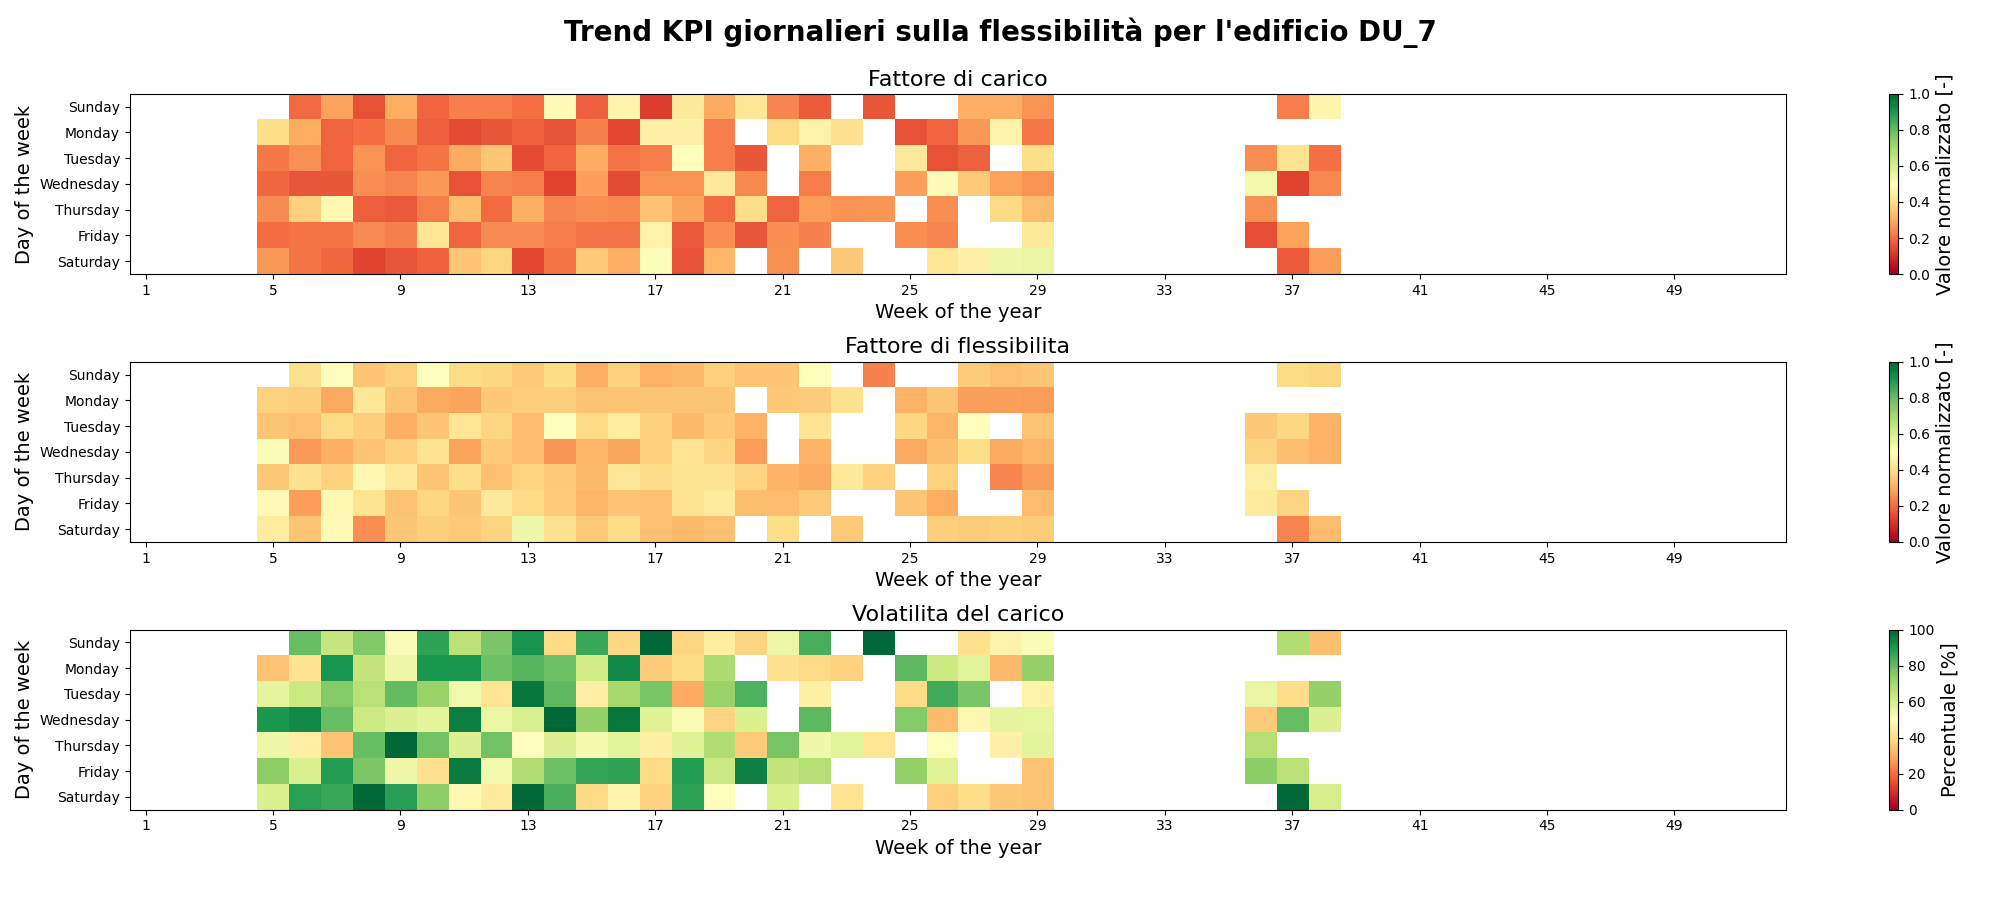 Trend KPI giornalieri sulla flessibilità per l'edificio DU_7
Fattore di carico
Day of the week
Sunday
Monday
Tuesday
Wednesday
Thursday
Friday
Saturday
1 5 9 13 17 21 25 29 33 37 41 45 49
Week of the year
1.0
0.8
0.6
0.4
0.2
0.0
Valore normalizzato [-]
Fattore di flessibilita
Day of the week
Sunday
Monday
Tuesday
Wednesday
Thursday
Friday
Saturday
1 5 9 13 17 21 25 29 33 37 41 45 49
Week of the year
1.0
0.8
0.6
0.4
0.2
0.0
Valore normalizzato [-]
Volatilita del carico
Day of the week
Sunday
Monday
Tuesday
Wednesday
Thursday
Friday
Saturday
1 5 9 13 17 21 25 29 33 37 41 45 49
Week of the year
100
80
60
40
20
0
Percentuale [%]